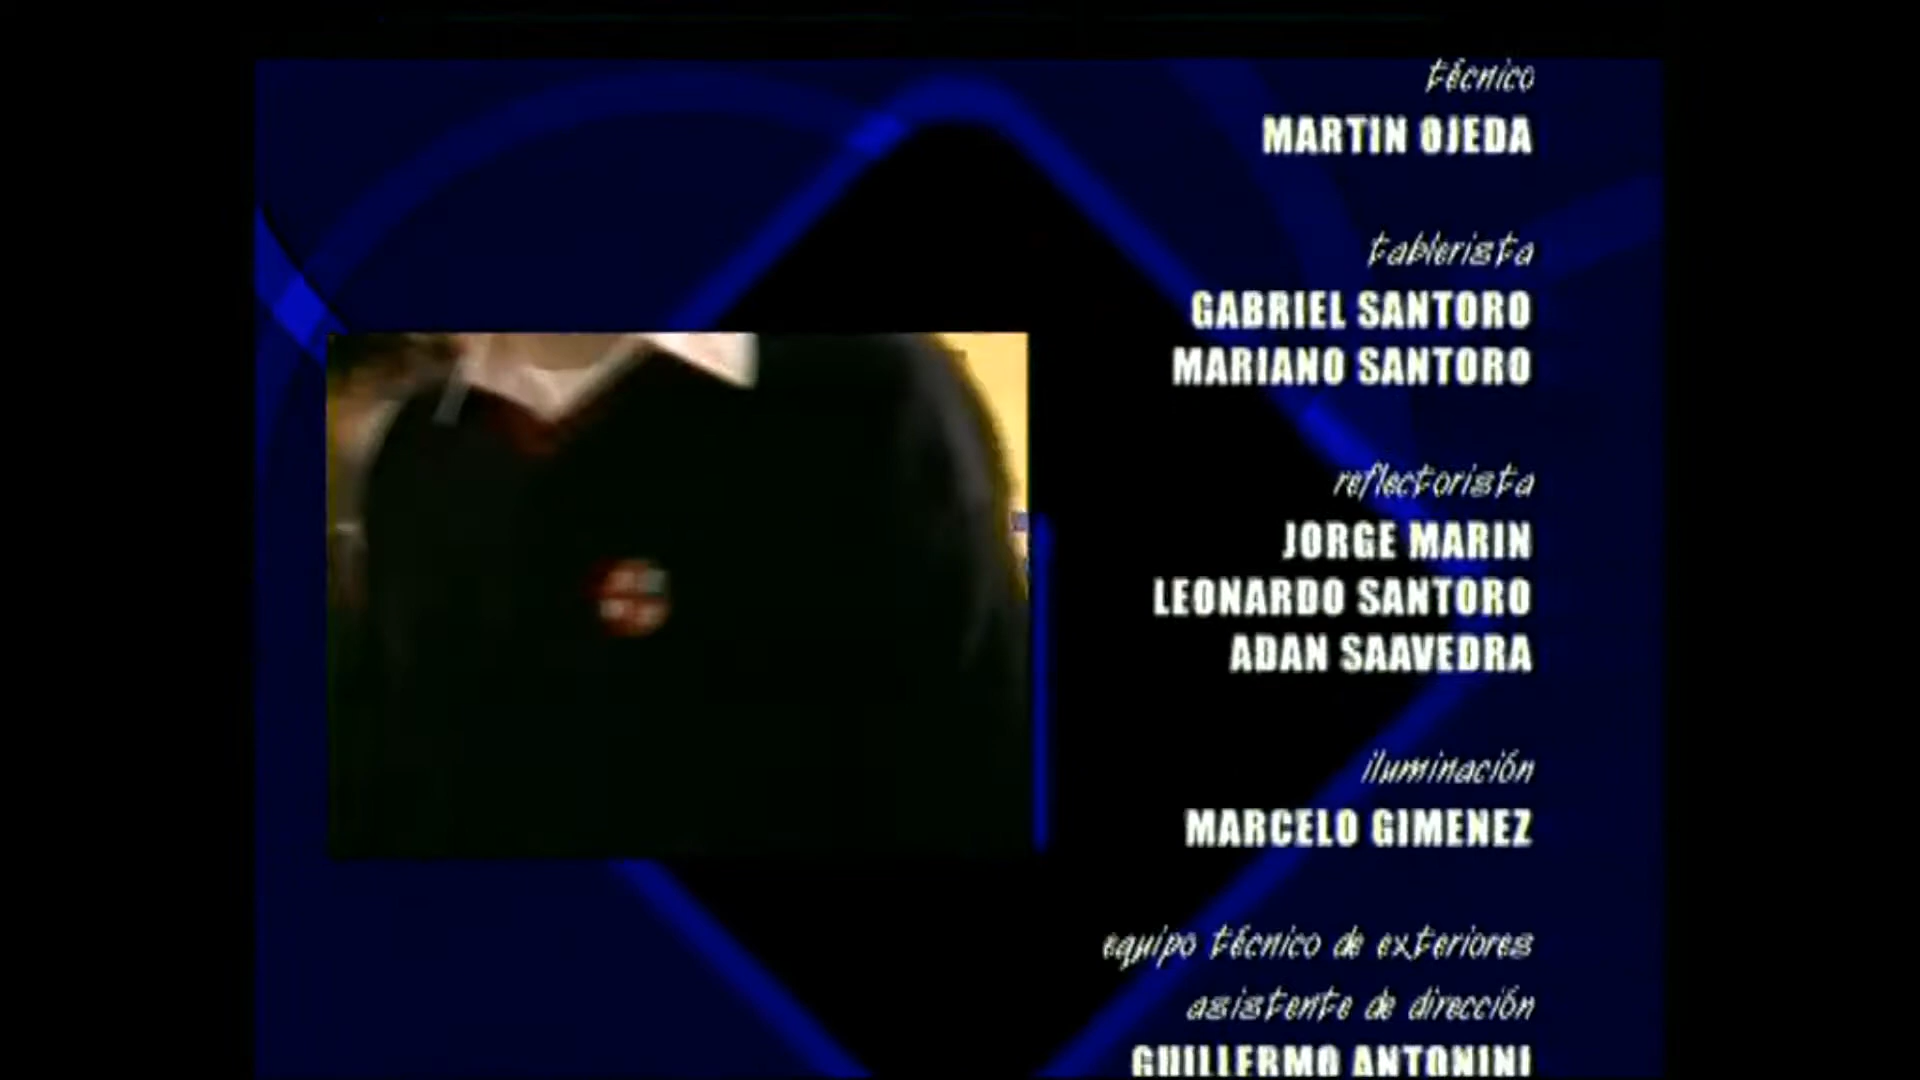 técnico
MARTIN OJEDA
tablerista
GABRIEL SANTORO
MARIANO SANTORO
reflectorista
JORGE MARIN
LEONARDO SANTORO
ADAN SAAVEDRA
iluminación
MARCELO GIMENEZ
equipo técnico de exteriores
asistente de dirección
GUILLERMO ANTONINI